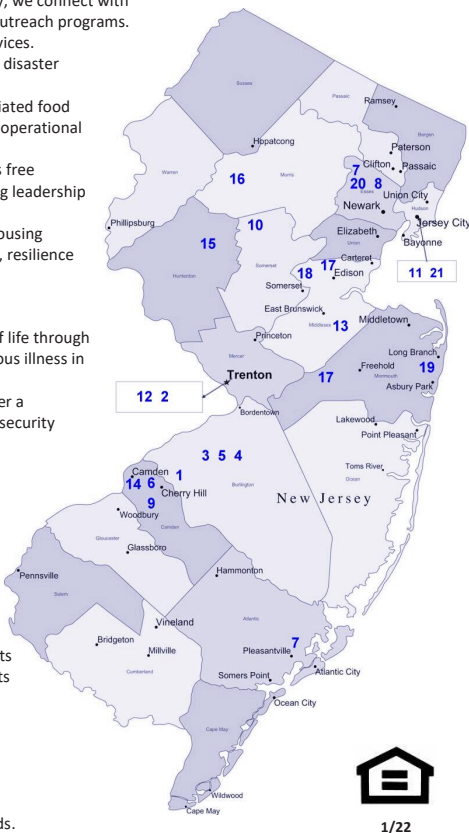 y, we connect with
outreach programs.
vices.
disaster
iated food
operational
s free
g leadership
ousing
, resilience
f life through
ous illness in
er a
security
ts
ts
ds.
Sussex
Passaic
Ramsey
Bergen
Hopatcong
Paterson
Warren
Morris
Clifton
Passaic
7
16
20 8
Essex
Union City
Hudson
Newark
Jersey City
Phillipsburg
10
Elizabeth
Union
Bayonne
15
Hunterdon
Somerset
17
Carteret
11 21
18
Edison
Somerset
East Brunswick
Middlesex
13
Middletown
Princeton
Mercer
Long Branch
Trenton
17
Freehold
Monmouth
19
Asbury Park
12 2
Bordentown
Lakewood
Point Pleasant
3 5 4
Toms River
Ocean
Camden
1
14 6
Cherry Hill
Burlington
New Jersey
9
Woodbury
Camden
Gloucester
Glassboro
Hammonton
Pennsville
Salem
Atlantic
Vineland
7
Bridgeton
Millville
Pleasantville
Cumberland
Somers Point
Atlantic City
Ocean City
Cape May
Wildwood
Cape May
1/22